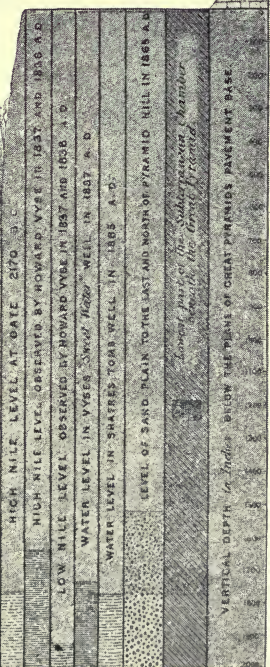 HIGH NILE LEVEL AT DATE 2170 B.C.
HIGH NILE LEVEL OBSERVED BY HOWARD VYSE IN 1837 AND 1838 A.D.
LOW NILE LEVEL OBSERVED BY HOWARD VYSE IN 1837 AND 1838 A.D.
WATER LEVEL IN VYSES "Sweet Water" WELL IN 1837 A.D.
WATER LEVEL IN SHAFRES TOMB-WELL IN 1865 A.D.
LEVEL OF SAND PLAIN TO THE EAST AND NORTH OF PYRAMID HILL IN 1865 A.D.
Lowest part of the Subterranean Chamber
beneath the Great Pyramid
VERTICAL DEPTH in Inches BELOW THE PLANE OF GREAT PYRAMIDS PAVEMENT BASE